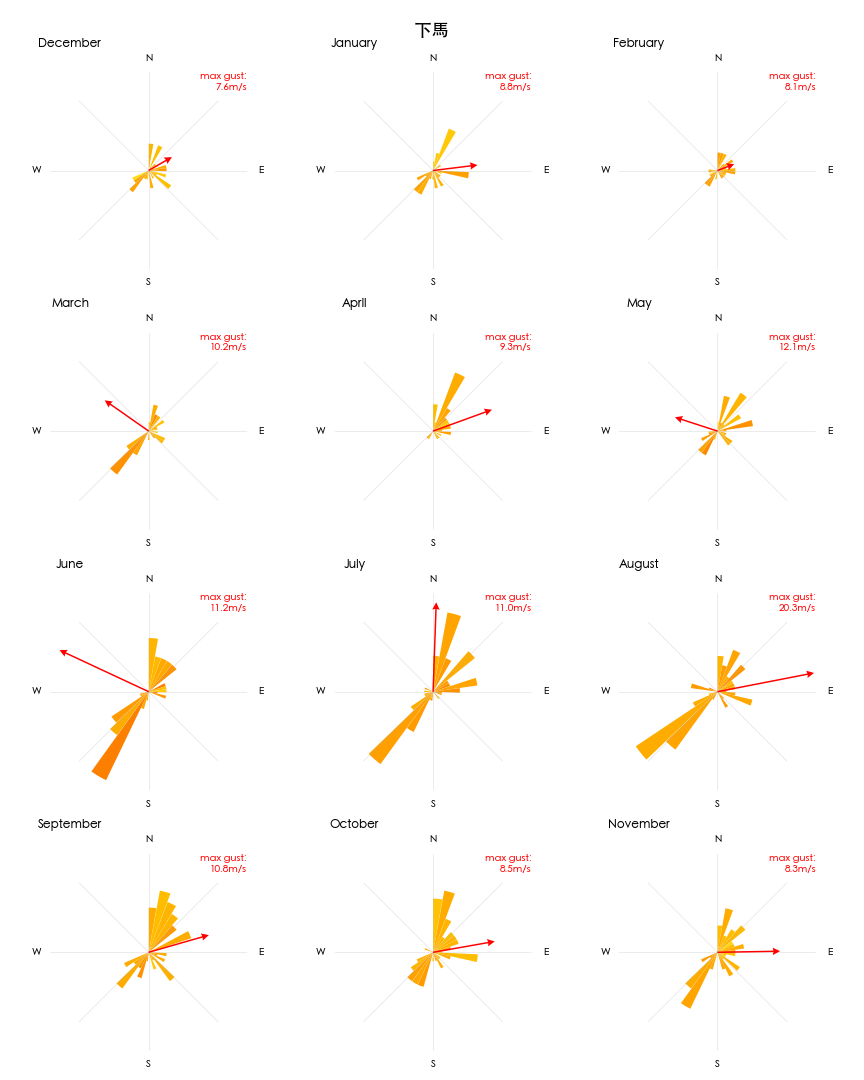 下馬
December
January
February
N
N
N
max gust:
7.6m/s
max gust:
8.8m/s
max gust:
8.1m/s
W
E
W
E
W
E
S
S
S
March
April
May
N
N
N
max gust:
10.2m/s
max gust:
9.3m/s
max gust:
12.1m/s
W
E
W
E
W
E
S
S
S
June
July
August
N
N
N
max gust:
11.2m/s
max gust:
11.0m/s
max gust:
20.3m/s
W
E
W
E
W
E
S
S
S
September
October
November
N
N
N
max gust:
10.8m/s
max gust:
8.5m/s
max gust:
8.3m/s
W
E
W
E
W
E
S
S
S